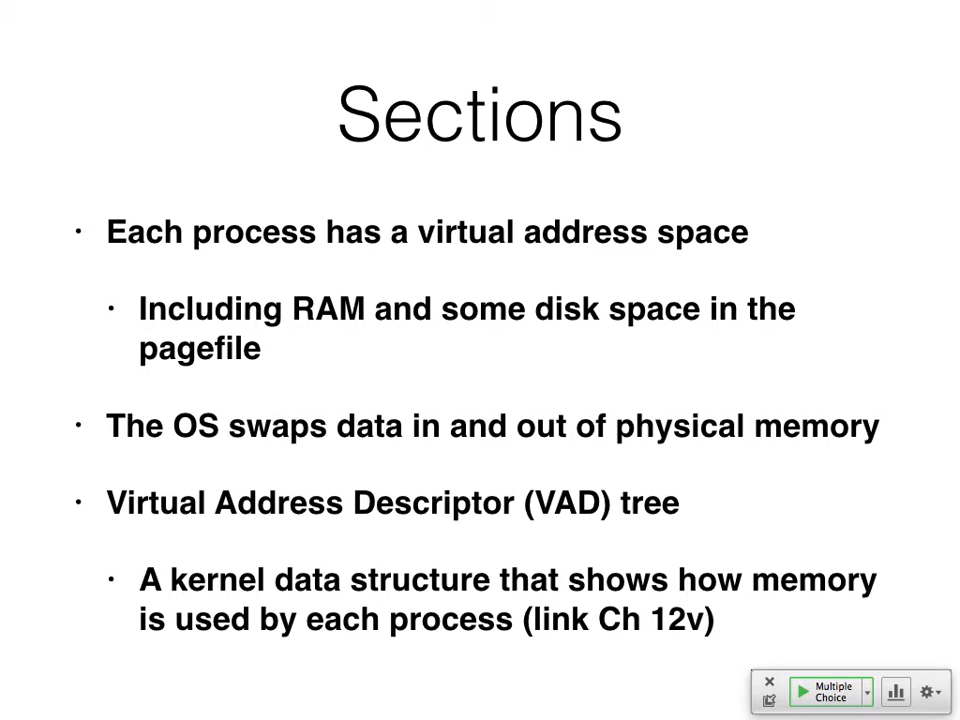 Sections
• Each process has a virtual address space
• Including RAM and some disk space in the
pagefile
• The OS swaps data in and out of physical memory
• Virtual Address Descriptor (VAD) tree
• A kernel data structure that shows how memory
is used by each process (link Ch 12v)
Multiple
Choice